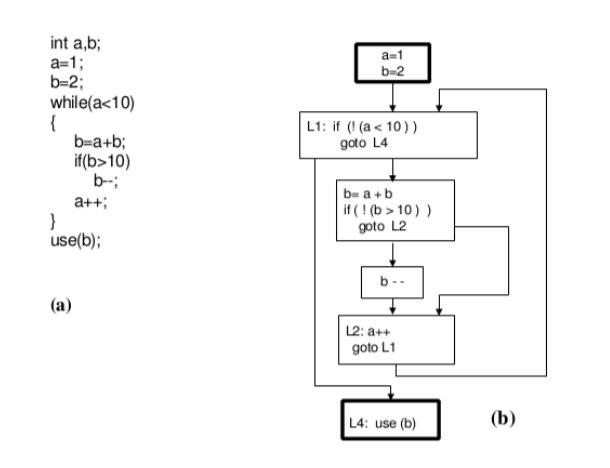 int a,b;
a=1;
b=2;
while(a<10)
{
b=a+b;
if(b>10)
b--;
a++;
}
use(b);
(a)
a=1
b=2
L1: if (! (a < 10 ) )
goto L4
b= a + b
if( ! (b > 10 ) )
goto L2
b - -
L2: a++
goto L1
L4: use (b)
(b)